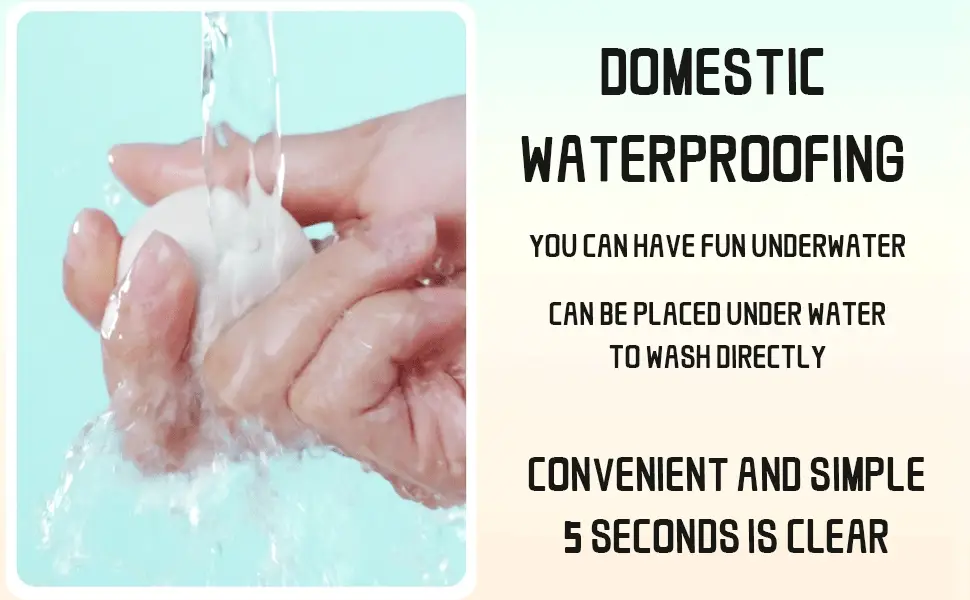 DOMESTIC
WATERPROOFING
YOU CAN HAVE FUN UNDERWATER
CAN BE PLACED UNDER WATER
TO WASH DIRECTLY
CONVENIENT AND SIMPLE
5 SECONDS IS CLEAR